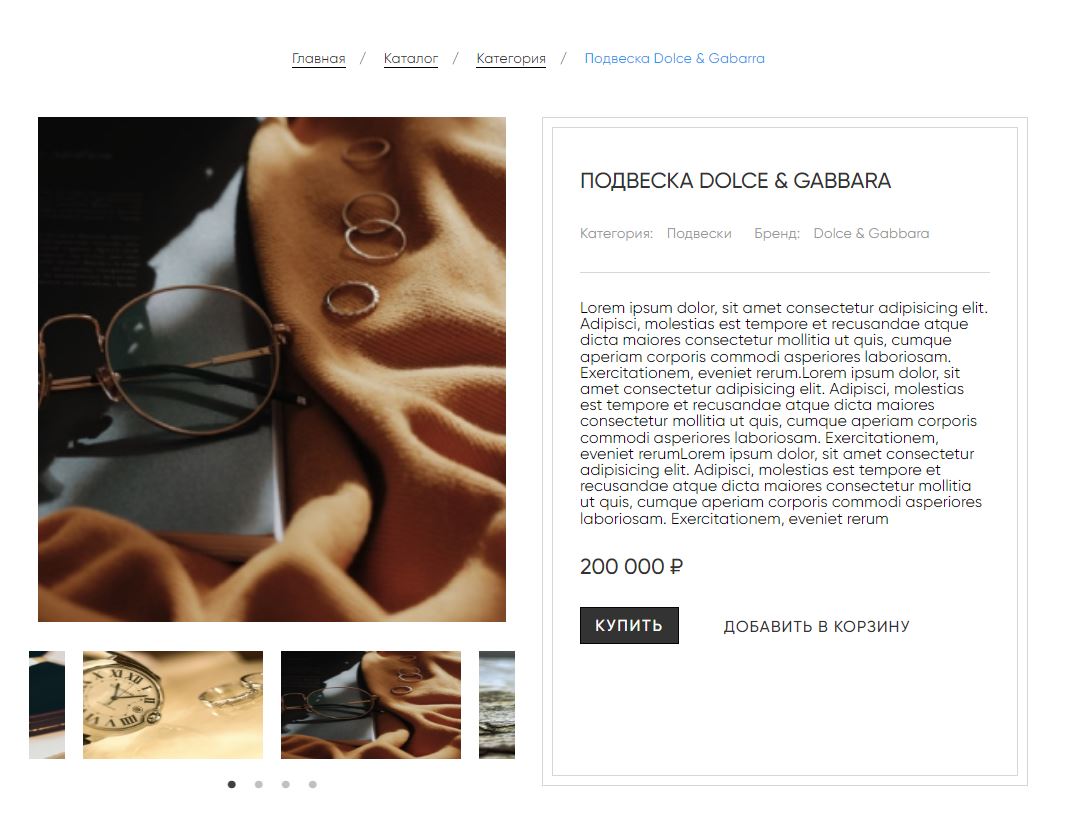 Главная / Каталог / Категория / Подвеска Dolce & Gabarra
ПОДВЕСКА DOLCE & GABBARA
Категория: Подвески Бренд: Dolce & Gabbara
Lorem ipsum dolor, sit amet consectetur adipisicing elit.
Adipisci, molestias est tempore et recusandae atque
dicta maiores consectetur mollitia ut quis, cumque
aperiam corporis commodi asperiores laboriosam.
Exercitationem, eveniet rerum.Lorem ipsum dolor, sit
amet consectetur adipisicing elit. Adipisci, molestias
est tempore et recusandae atque dicta maiores
consectetur mollitia ut quis, cumque aperiam corporis
commodi asperiores laboriosam. Exercitationem,
eveniet rerumLorem ipsum dolor, sit amet consectetur
adipisicing elit. Adipisci, molestias est tempore et
recusandae atque dicta maiores consectetur mollitia
ut quis, cumque aperiam corporis commodi asperiores
laboriosam. Exercitationem, eveniet rerum
200 000 ₽
КУПИТЬ ДОБАВИТЬ В КОРЗИНУ